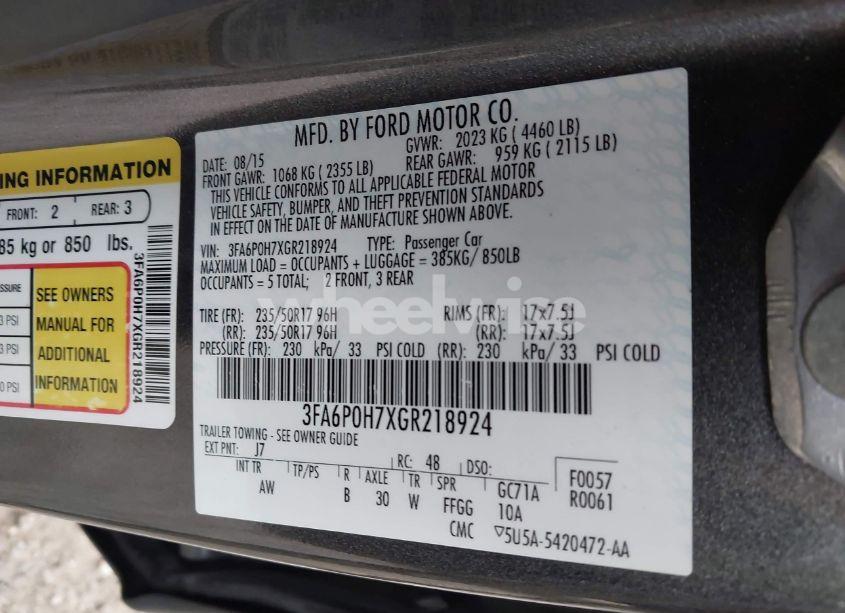 MFD. BY FORD MOTOR CO.
DATE: 08/15 GVWR: 2023 KG ( 4460 LB)
FRONT GAWR: 1068 KG ( 2355 LB) REAR GAWR: 959 KG ( 2115 LB)
THIS VEHICLE CONFORMS TO ALL APPLICABLE FEDERAL MOTOR
VEHICLE SAFETY, BUMPER, AND THEFT PREVENTION STANDARDS
IN EFFECT ON THE DATE OF MANUFACTURE SHOWN ABOVE.
VIN: 3FA6P0H7XGR218924 TYPE: Passenger Car
MAXIMUM LOAD = OCCUPANTS + LUGGAGE = 385KG/ 850LB
OCCUPANTS = 5 TOTAL; 2 FRONT, 3 REAR
TIRE (FR): 235/50R17 96H RIMS (FR): 17x7.5J
(RR): 235/50R17 96H (RR): 17x7.5J
PRESSURE (FR): 230 kPa/ 33 PSI COLD (RR): 230 kPa/ 33 PSI COLD
3FA6P0H7XGR218924
TRAILER TOWING - SEE OWNER GUIDE
EXT PNT: J7 RC: 48 DSO: F0057
INT TR TP/PS R AXLE TR SPR GC71A R0061
AW B 30 W FFGG 10A
CMC ▽5U5A-5420472-AA
ING INFORMATION
FRONT: 2 REAR: 3
85 kg or 850 lbs.
SEE OWNERS
MANUAL FOR
ADDITIONAL
INFORMATION
3 PSI
3 PSI
0 PSI
3FA6P0H7XGR218924
wheelwise